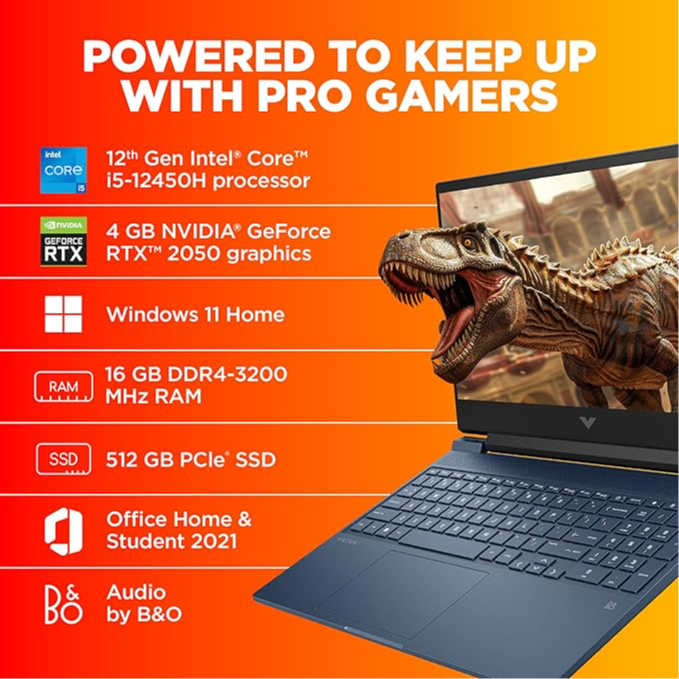 POWERED TO KEEP UP
WITH PRO GAMERS
intel.
CORE
i5
12th Gen Intel® Core™
i5-12450H processor
NVIDIA
GEFORCE
RTX
4 GB NVIDIA® GeForce
RTX™ 2050 graphics
Windows 11 Home
RAM
16 GB DDR4-3200
MHz RAM
SSD
512 GB PCIe® SSD
Office Home &
Student 2021
B&
O
Audio
by B&O
VICTUS